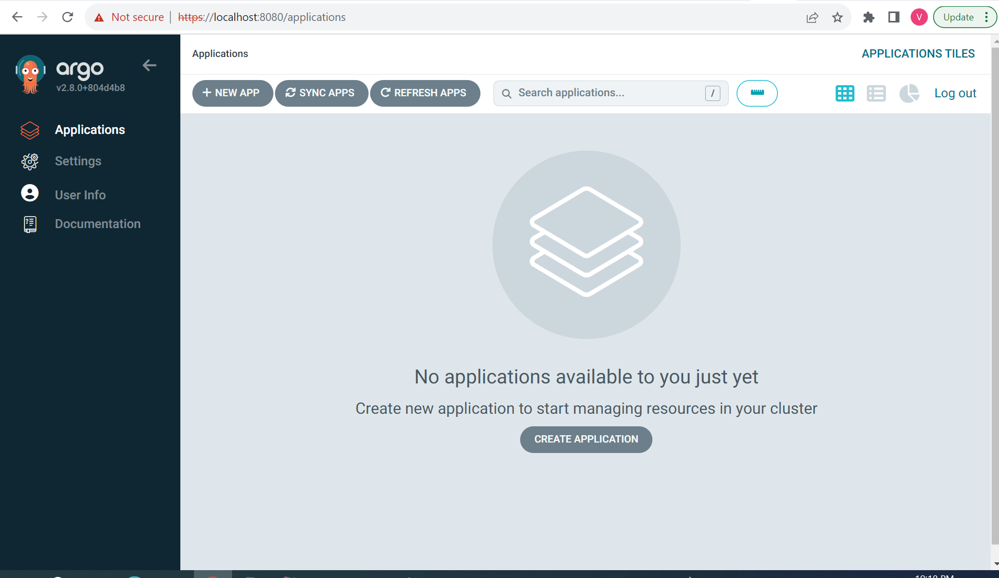 Not secure | https://localhost:8080/applications
V
Update
argo
v2.8.0+804d4b8
Applications
Settings
User Info
Documentation
Applications
APPLICATIONS TILES
+ NEW APP
SYNC APPS
REFRESH APPS
Search applications...
/
Log out
No applications available to you just yet
Create new application to start managing resources in your cluster
CREATE APPLICATION